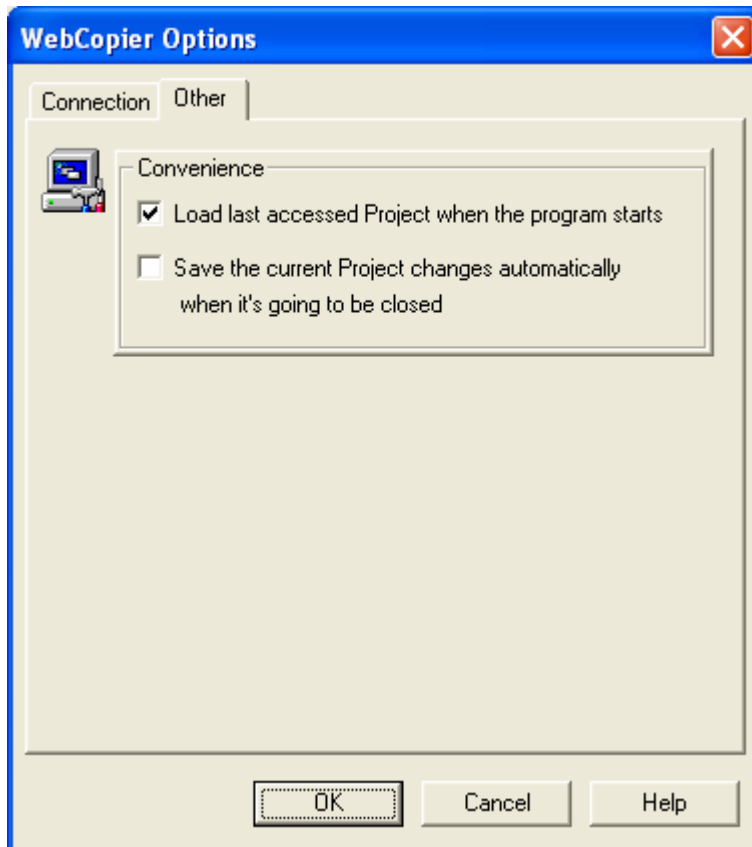 WebCopier Options
Connection Other
Convenience
Load last accessed Project when the program starts
Save the current Project changes automatically
when it's going to be closed
OK Cancel Help